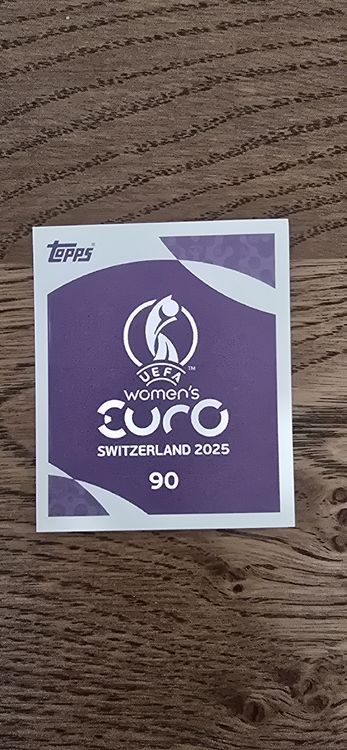 Topps
UEFA
women's
EURO
SWITZERLAND 2025
90